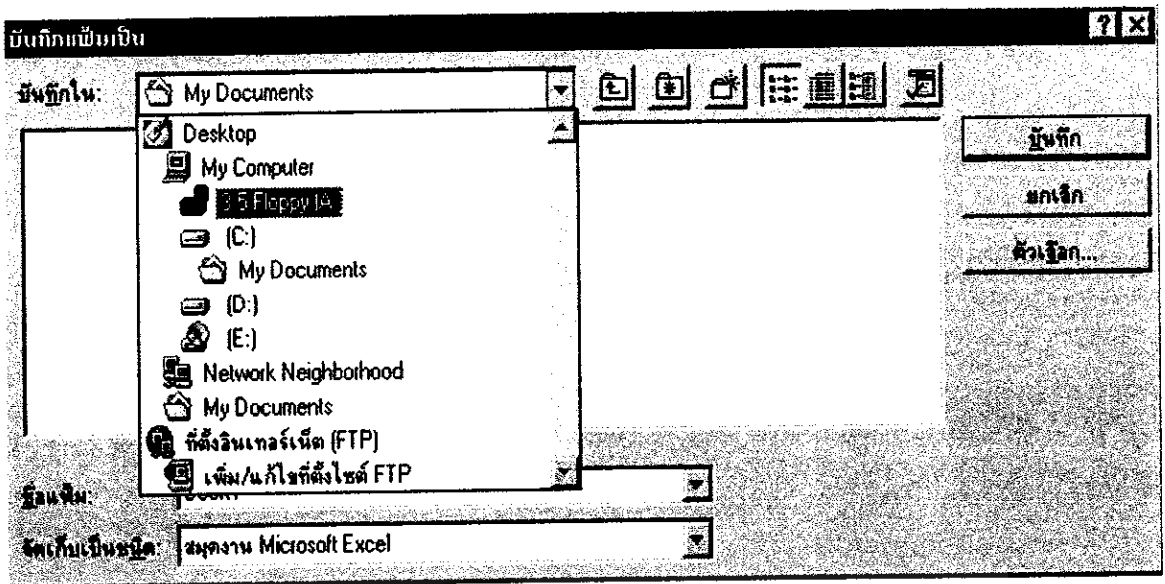 บันทึกแฟ้มเป็น
บันทึกใน: My Documents
Desktop
My Computer
3.5 Floppy (A:)
(C:)
My Documents
(D:)
(E:)
Network Neighborhood
My Documents
ที่ตั้งอินเทอร์เน็ต (FTP)
เพิ่ม/แก้ไขที่ตั้งไซต์ FTP
บันทึก
ยกเลิก
ตัวเลือก...
ชื่อแฟ้ม:
จัดเก็บเป็นชนิด: สมุดงาน Microsoft Excel